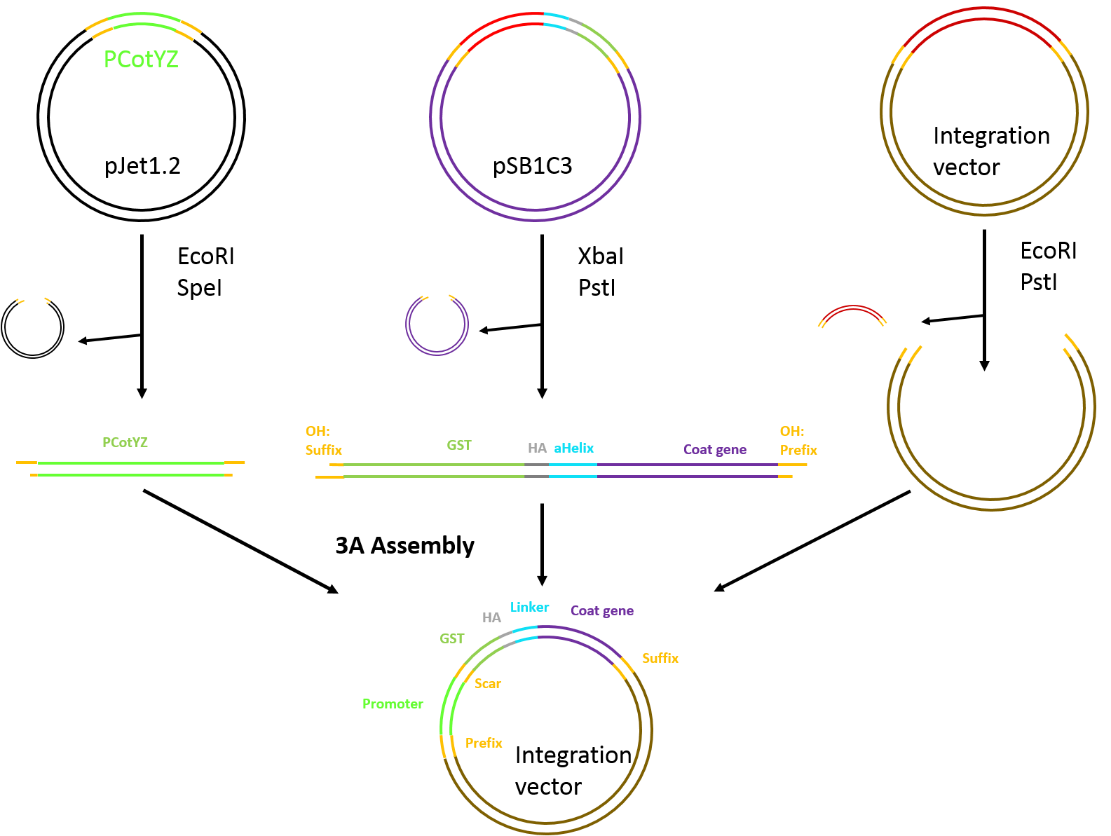 PCotYZ
pJet1.2
pSB1C3
Integration
vector
EcoRI
SpeI
XbaI
PstI
EcoRI
PstI
PCotYZ
OH:
Suffix
GST
HA
aHelix
Coat gene
OH:
Prefix
3A Assembly
Linker
Coat gene
HA
GST
Suffix
Scar
Promoter
Prefix
Integration
vector